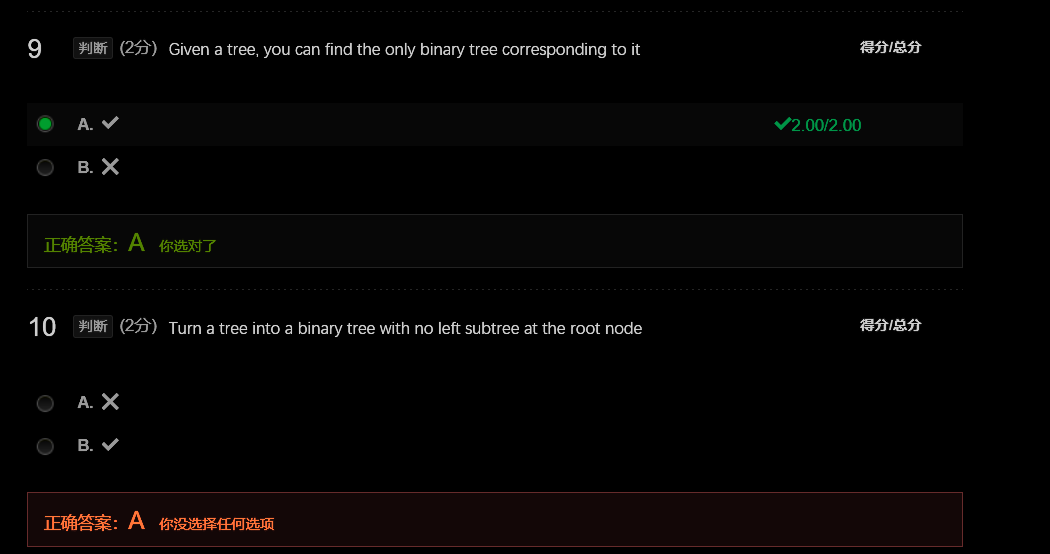 9 判断 (2分) Given a tree, you can find the only binary tree corresponding to it 得分/总分
A. ✔ ✔2.00/2.00
B. ✖
正确答案：A 你选对了
10 判断 (2分) Turn a tree into a binary tree with no left subtree at the root node 得分/总分
A. ✖
B. ✔
正确答案：A 你没选择任何选项